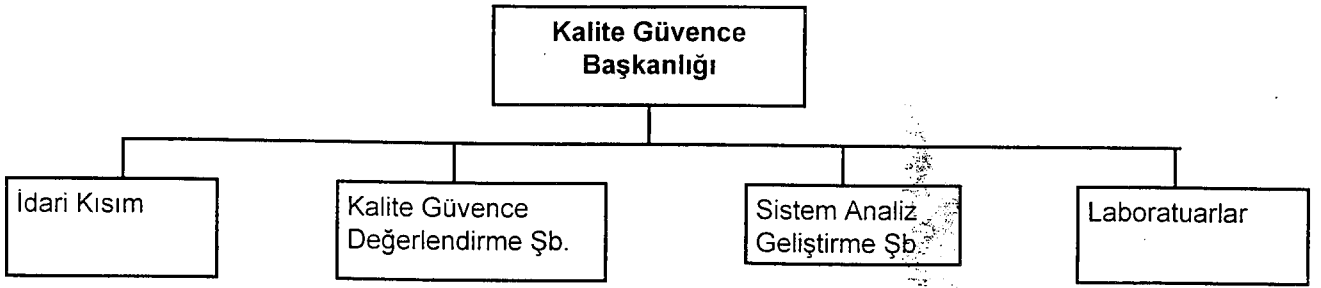 Kalite Güvence
Başkanlığı
İdari Kısım
Kalite Güvence
Değerlendirme Şb.
Sistem Analiz
Geliştirme Şb.
Laboratuarlar